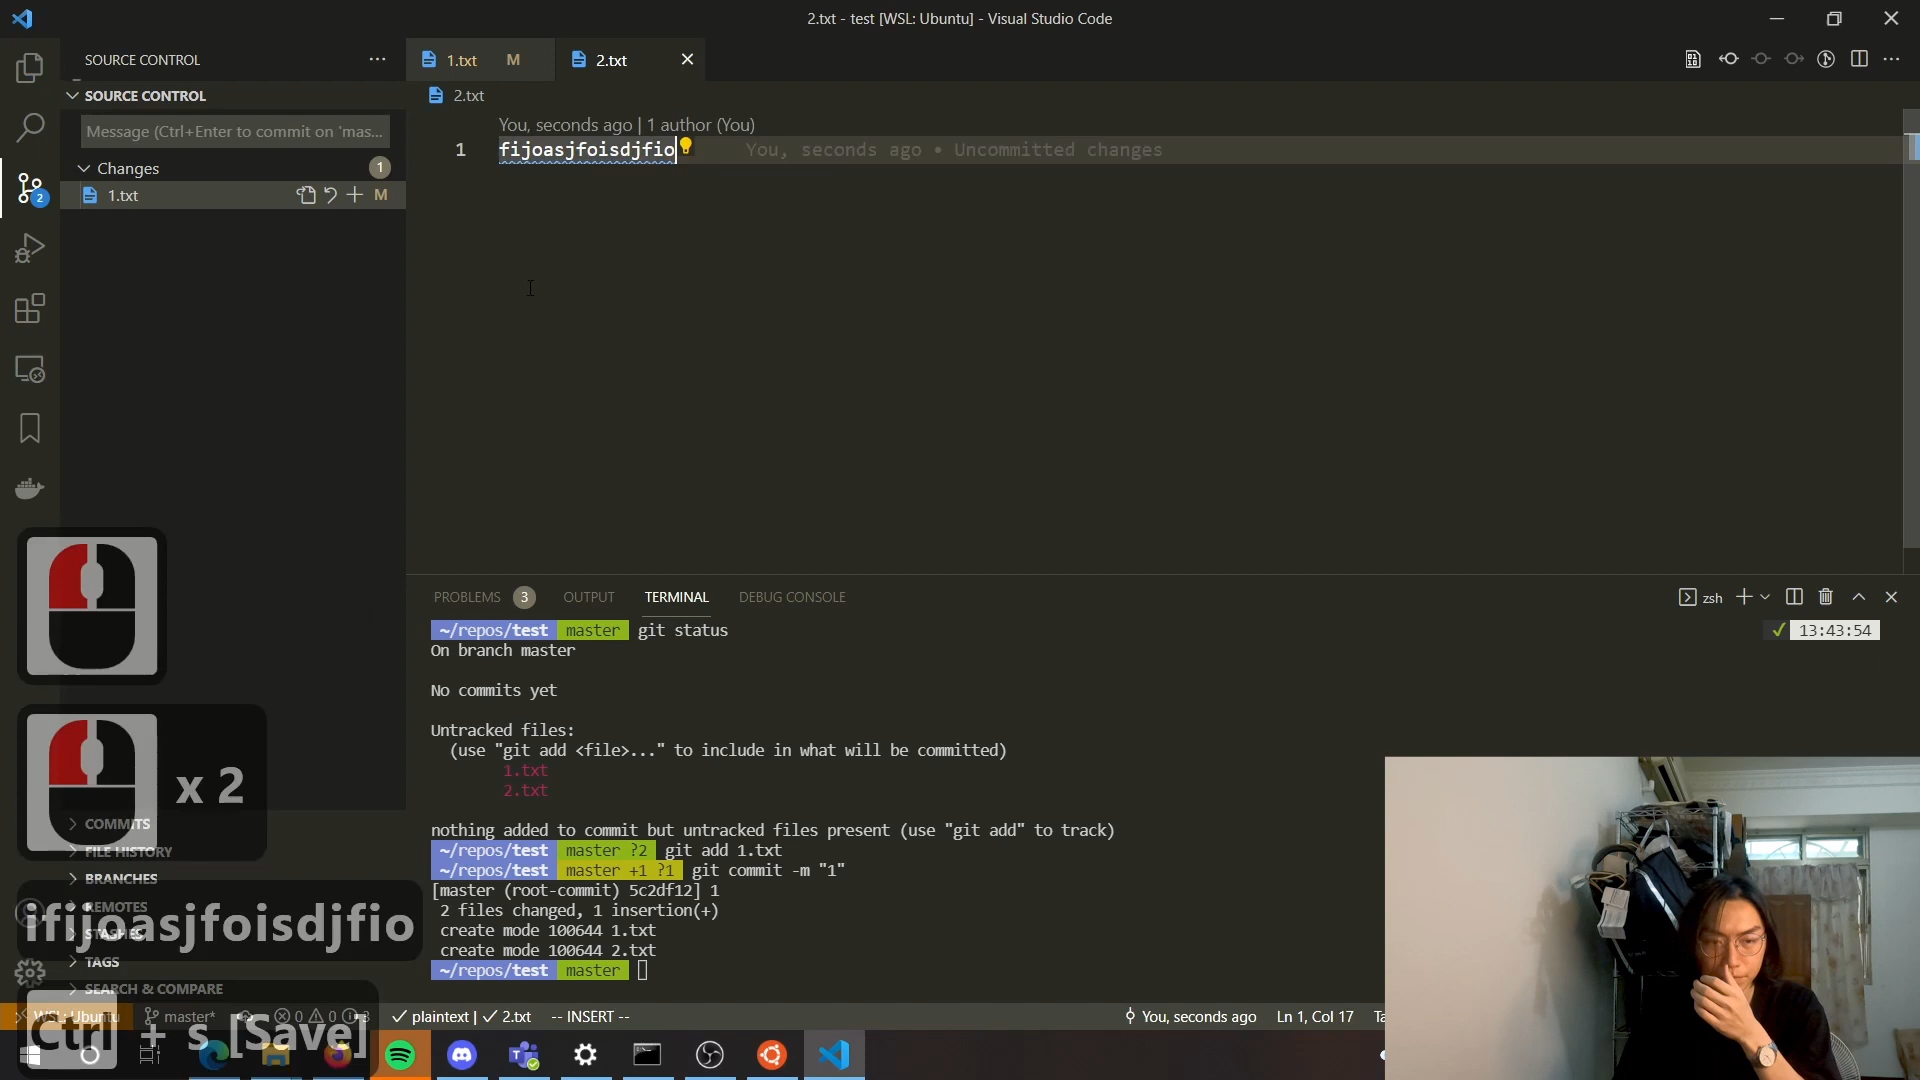 2.txt - test [WSL: Ubuntu] - Visual Studio Code
SOURCE CONTROL
1.txt M
2.txt
SOURCE CONTROL
2.txt
Message (Ctrl+Enter to commit on 'mas...
You, seconds ago | 1 author (You)
1 fijoasjfoisdjfio You, seconds ago • Uncommitted changes
Changes 1
1.txt M
2
PROBLEMS 3 OUTPUT TERMINAL DEBUG CONSOLE
zsh
~/repos/test master git status
13:43:54
On branch master
No commits yet
Untracked files:
(use "git add <file>..." to include in what will be committed)
1.txt
2.txt
nothing added to commit but untracked files present (use "git add" to track)
~/repos/test master ?2 git add 1.txt
~/repos/test master +1 ?1 git commit -m "1"
[master (root-commit) 5c2df12] 1
2 files changed, 1 insertion(+)
create mode 100644 1.txt
create mode 100644 2.txt
~/repos/test master
x 2
COMMITS
FILE HISTORY
BRANCHES
REMOTES
ifijoasjfoisdjfio
STASHES
TAGS
SEARCH & COMPARE
WSL: Ubuntu master* 0 0 3 plaintext | 2.txt -- INSERT --
You, seconds ago Ln 1, Col 17 Ta
Ctrl + s [Save]